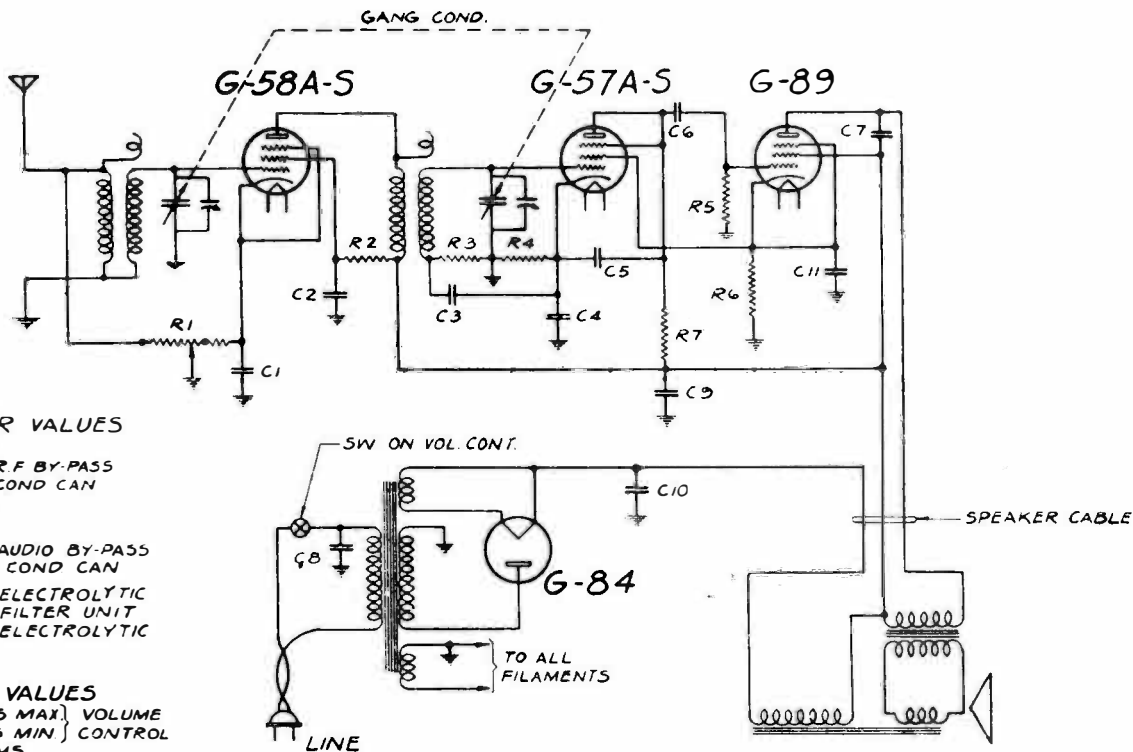 GANG COND.
G-58A-S
G-57A-S
G-89
C6
C7
R5
R2
R3
R4
C5
C11
R6
C2
C3
C4
R7
R1
C1
C9
R VALUES
R.F BY-PASS
COND CAN
AUDIO BY-PASS
COND CAN
ELECTROLYTIC
FILTER UNIT
ELECTROLYTIC
VALUES
MAX } VOLUME
MIN } CONTROL
SW ON VOL. CONT.
C10
SPEAKER CABLE
G-84
TO ALL
FILAMENTS
LINE